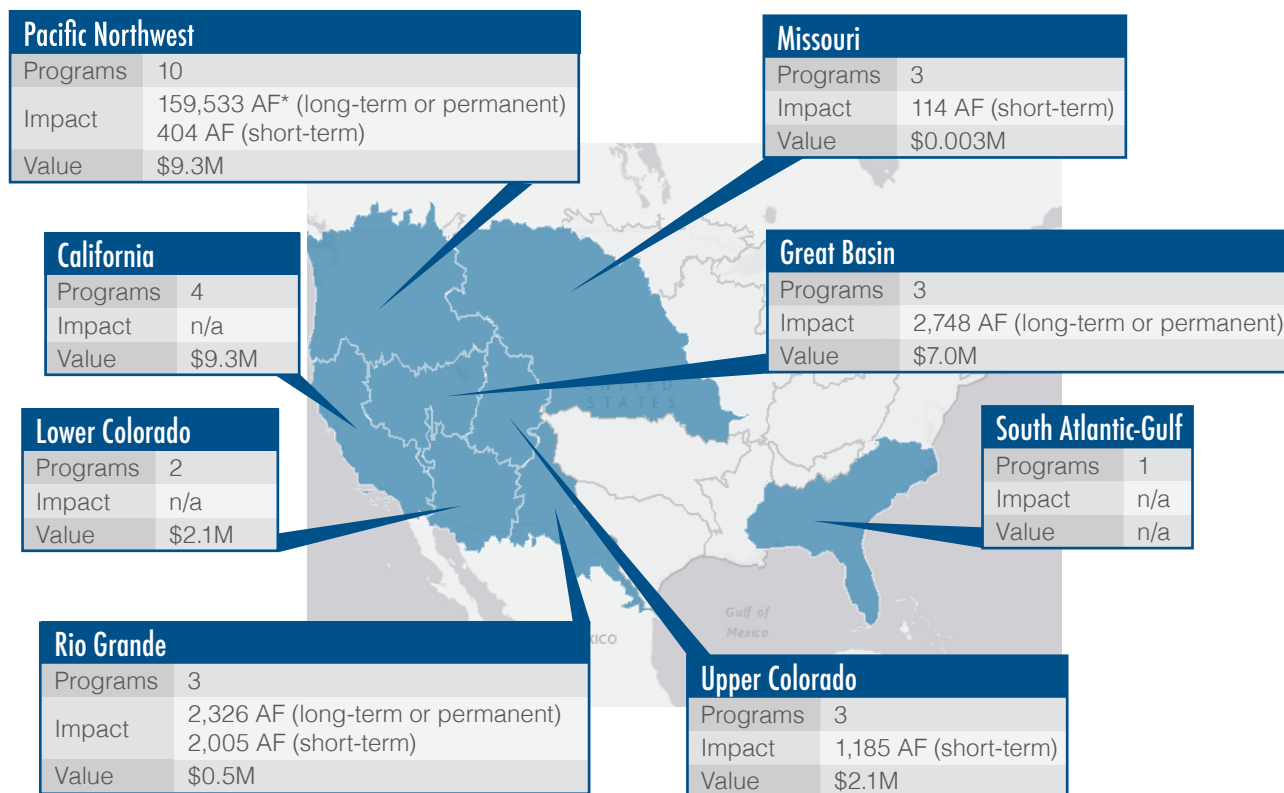 Pacific Northwest
Programs 10
Impact 159,533 AF* (long-term or permanent)
404 AF (short-term)
Value $9.3M
Missouri
Programs 3
Impact 114 AF (short-term)
Value $0.003M
California
Programs 4
Impact n/a
Value $9.3M
Great Basin
Programs 3
Impact 2,748 AF (long-term or permanent)
Value $7.0M
UNITED
STATES
Lower Colorado
Programs 2
Impact n/a
Value $2.1M
South Atlantic-Gulf
Programs 1
Impact n/a
Value n/a
Gulf of
Mexico
Rio Grande
Programs 3
Impact 2,326 AF (long-term or permanent)
2,005 AF (short-term)
Value $0.5M
Upper Colorado
Programs 3
Impact 1,185 AF (short-term)
Value $2.1M